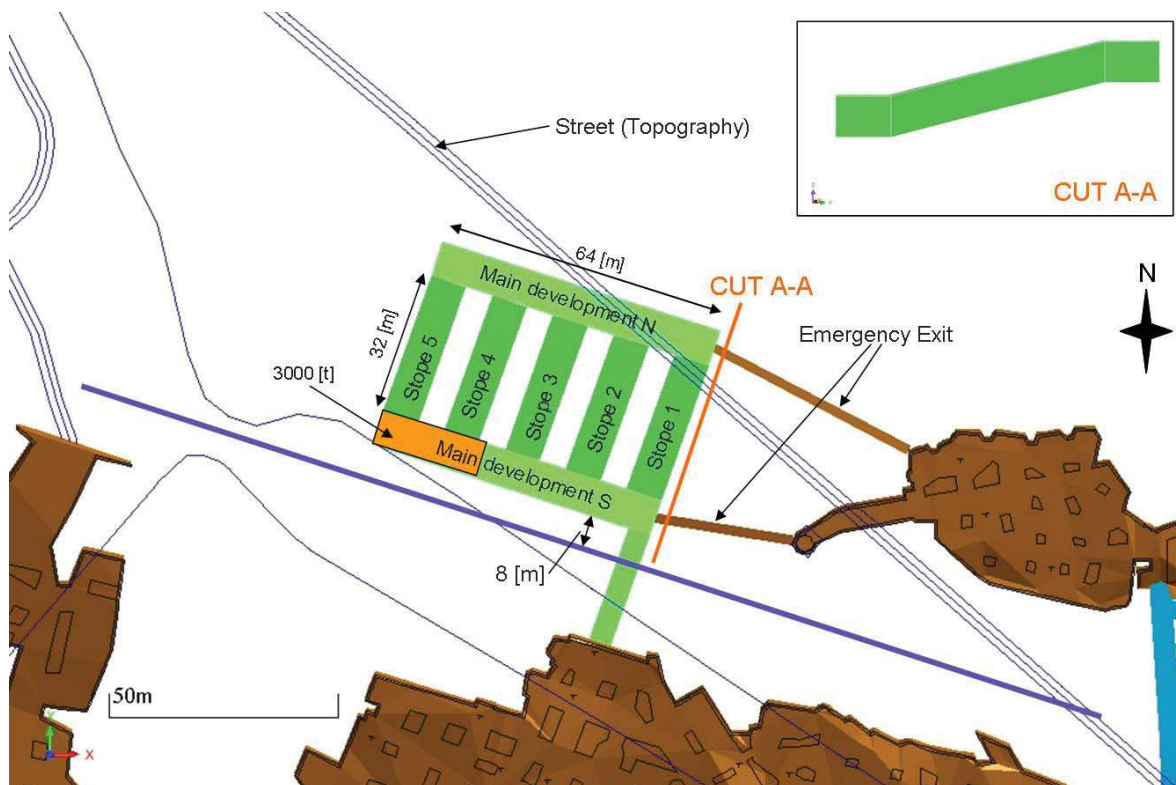 Street (Topography)
CUT A-A
N
64 [m]
CUT A-A
Main development N
Emergency Exit
32 [m]
3000 [t]
Stope 5
Stope 4
Stope 3
Stope 2
Stope 1
Main development S
8 [m]
50m
Y
X